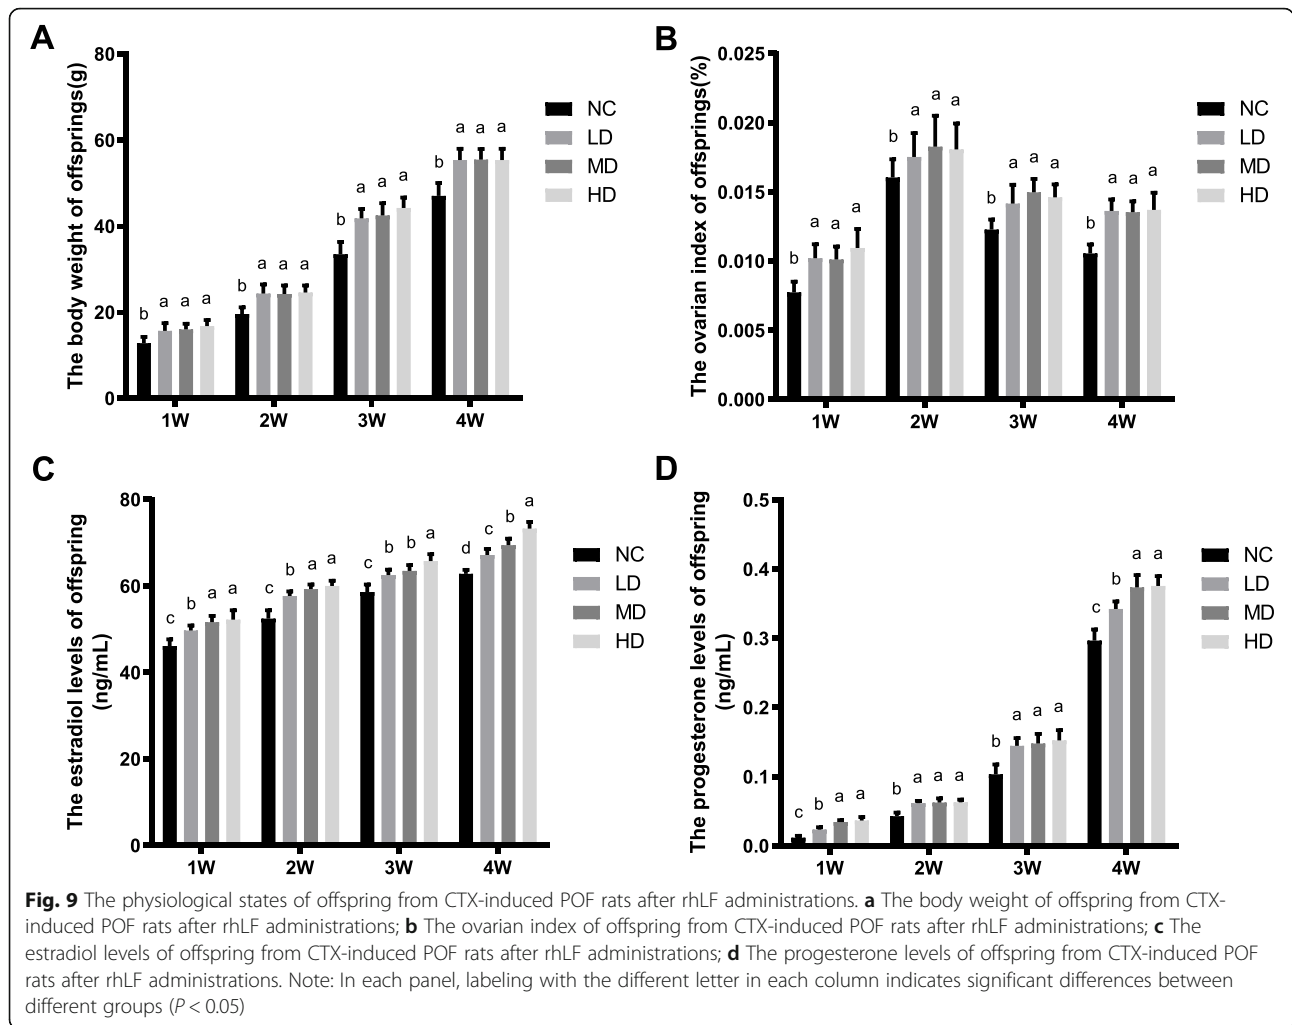 A
The body weight of offsprings(g)
80
60
40
20
0
b a a a
b a a a
b a a a
b a a a
1W 2W 3W 4W
NC
LD
MD
HD
B
The ovarian index of offsprings(%)
0.025
0.020
0.015
0.010
0.005
0.000
b a a a
b a a a
b a a a
b a a a
1W 2W 3W 4W
NC
LD
MD
HD
C
The estradiol levels of offspring
(ng/mL)
80
60
40
20
0
c b a a
c b a a
c b b a
d c b a
1W 2W 3W 4W
NC
LD
MD
HD
D
The progesterone levels of offspring
(ng/mL)
0.5
0.4
0.3
0.2
0.1
0.0
c b a a
b a a a
b a a a
c b a a
1W 2W 3W 4W
NC
LD
MD
HD
Fig. 9 The physiological states of offspring from CTX-induced POF rats after rhLF administrations. a The body weight of offspring from CTX-
induced POF rats after rhLF administrations; b The ovarian index of offspring from CTX-induced POF rats after rhLF administrations; c The
estradiol levels of offspring from CTX-induced POF rats after rhLF administrations; d The progesterone levels of offspring from CTX-induced POF
rats after rhLF administrations. Note: In each panel, labeling with the different letter in each column indicates significant differences between
different groups (P < 0.05)